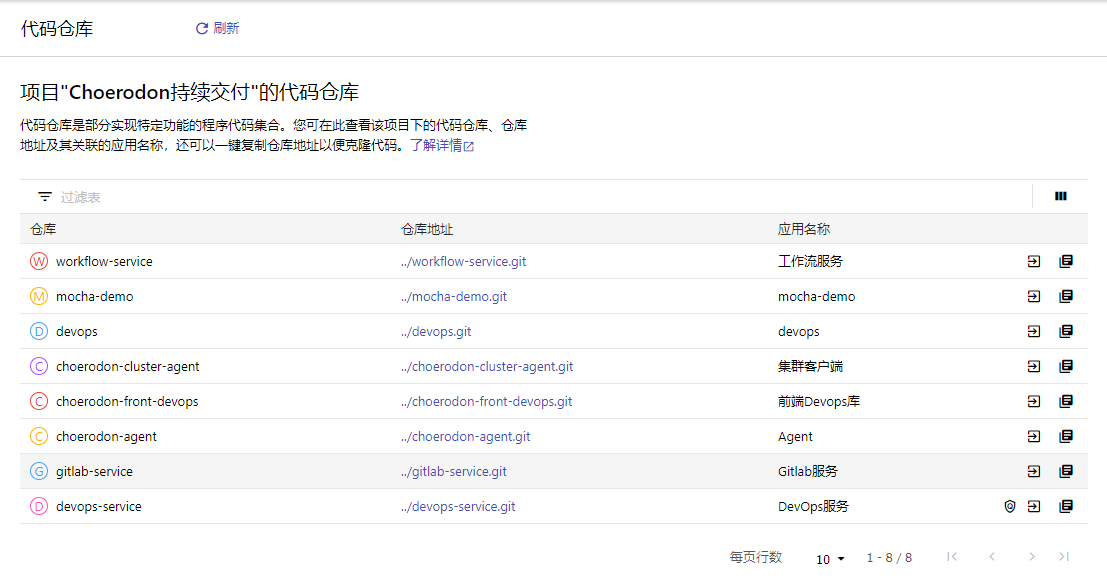 代码仓库 刷新
项目"Choerodon持续交付"的代码仓库
代码仓库是部分实现特定功能的程序代码集合。您可在此查看该项目下的代码仓库、仓库
地址及其关联的应用名称，还可以一键复制仓库地址以便克隆代码。了解详情
过滤表
仓库 仓库地址 应用名称
W workflow-service ../workflow-service.git 工作流服务
M mocha-demo ../mocha-demo.git mocha-demo
D devops ../devops.git devops
C choerodon-cluster-agent ../choerodon-cluster-agent.git 集群客户端
C choerodon-front-devops ../choerodon-front-devops.git 前端Devops库
C choerodon-agent ../choerodon-agent.git Agent
G gitlab-service ../gitlab-service.git Gitlab服务
D devops-service ../devops-service.git DevOps服务
每页行数 10 1 - 8 / 8